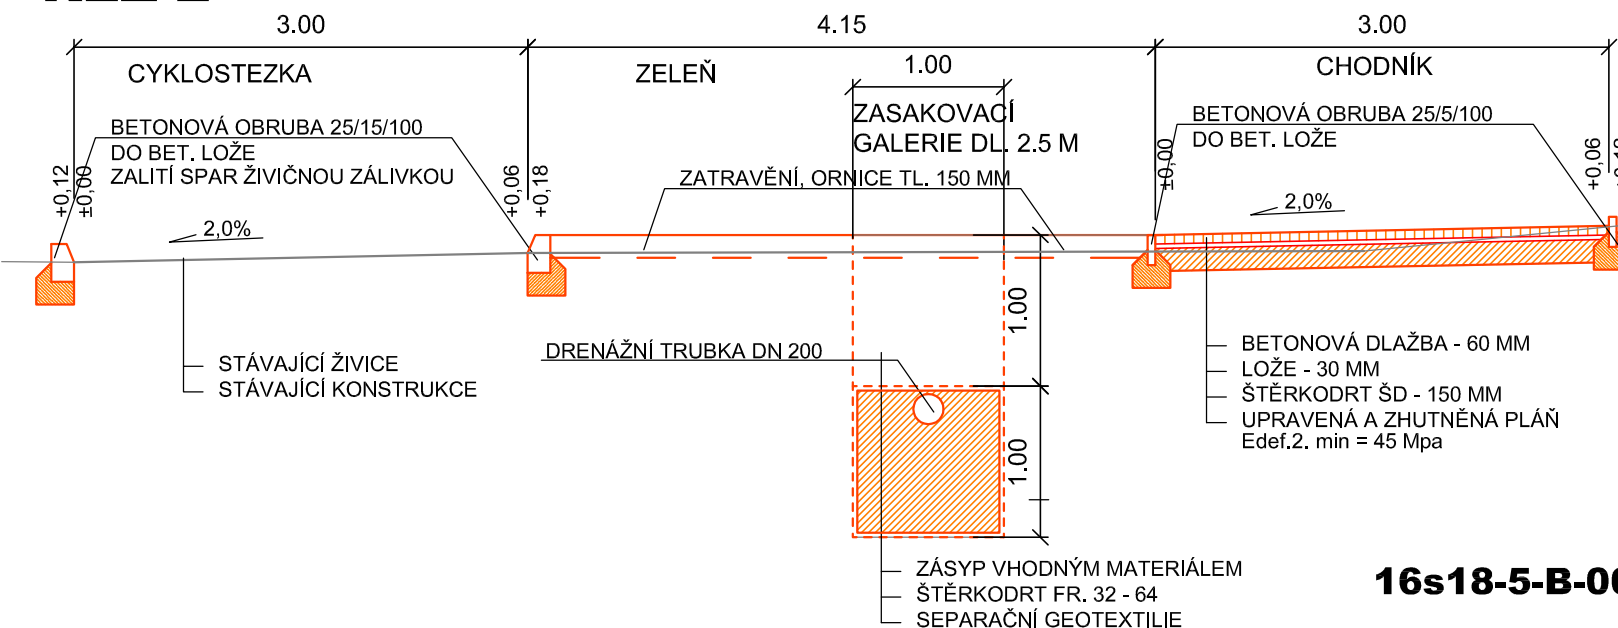 3.00
4.15
3.00
CYKLOSTEZKA
ZELEŇ
1.00
CHODNÍK
ZASAKOVACÍ
GALERIE DL. 2.5 M
BETONOVÁ OBRUBA 25/15/100
DO BET. LOŽE
ZALITÍ SPAR ŽIVIČNOU ZÁLIVKOU
BETONOVÁ OBRUBA 25/5/100
DO BET. LOŽE
+0,12
±0,00
+0,06
+0,18
±0,00
+0,06
ZATRAVĚNÍ, ORNICE TL. 150 MM
2,0%
2,0%
1.00
DRENÁŽNÍ TRUBKA DN 200
STÁVAJÍCÍ ŽIVICE
STÁVAJÍCÍ KONSTRUKCE
BETONOVÁ DLAŽBA - 60 MM
LOŽE - 30 MM
ŠTĚRKODRT ŠD - 150 MM
UPRAVENÁ A ZHUTNĚNÁ PLÁŇ
Edef.2. min = 45 Mpa
1.00
ZÁSYP VHODNÝM MATERIÁLEM
ŠTĚRKODRT FR. 32 - 64
SEPARAČNÍ GEOTEXTILIE
16s18-5-B-00